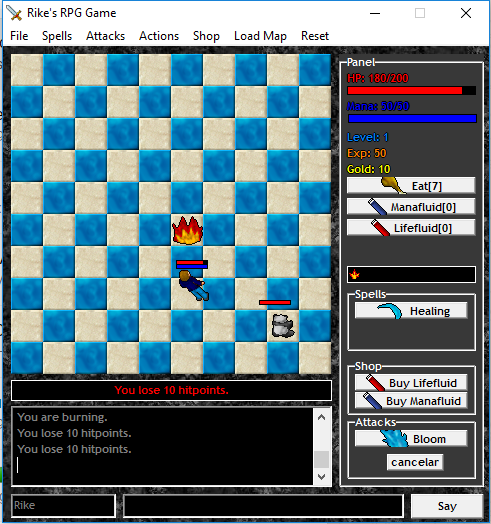 Rike's RPG Game
File Spells Attacks Actions Shop Load Map Reset
Panel
HP: 180/200
Mana: 50/50
Level: 1
Exp: 50
Gold: 10
Eat[7]
Manafluid[0]
Lifefluid[0]
Spells
Healing
Shop
Buy Lifefluid
Buy Manafluid
Attacks
Bloom
cancelar
You lose 10 hitpoints.
You are burning.
You lose 10 hitpoints.
You lose 10 hitpoints.
Rike
Say